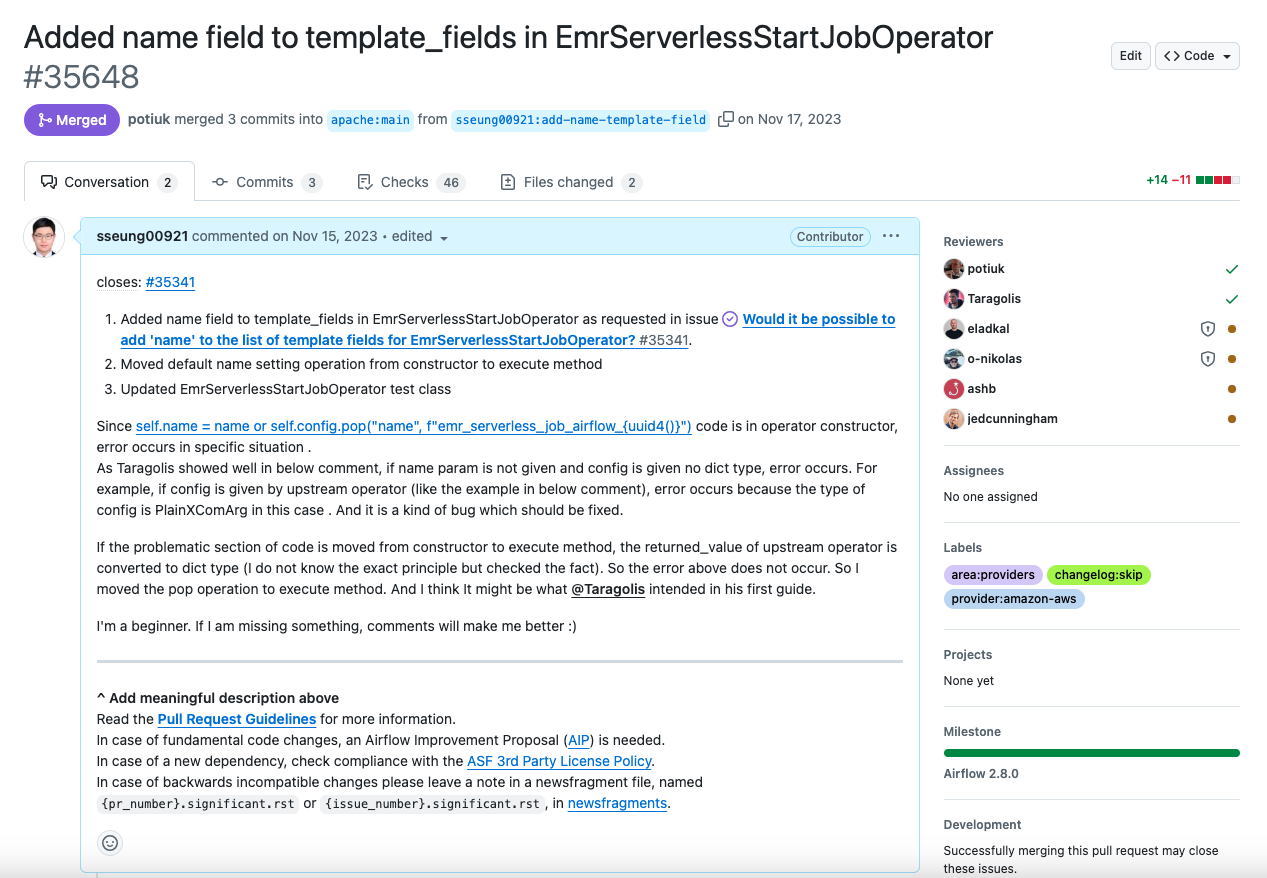 Added name field to template_fields in EmrServerlessStartJobOperator
#35648
Edit
Code
Merged
potiuk merged 3 commits into apache:main from sseung00921:add-name-template-field on Nov 17, 2023
Conversation 2
Commits 3
Checks 46
Files changed 2
+14 −11
sseung00921 commented on Nov 15, 2023 • edited
Contributor
closes: #35341
1. Added name field to template_fields in EmrServerlessStartJobOperator as requested in issue Would it be possible to
add 'name' to the list of template fields for EmrServerlessStartJobOperator? #35341.
2. Moved default name setting operation from constructor to execute method
3. Updated EmrServerlessStartJobOperator test class
Since self.name = name or self.config.pop("name", f"emr_serverless_job_airflow_{uuid4()}") code is in operator constructor,
error occurs in specific situation .
As Taragolis showed well in below comment, if name param is not given and config is given no dict type, error occurs. For
example, if config is given by upstream operator (like the example in below comment), error occurs because the type of
config is PlainXComArg in this case . And it is a kind of bug which should be fixed.
If the problematic section of code is moved from constructor to execute method, the returned_value of upstream operator is
converted to dict type (I do not know the exact principle but checked the fact). So the error above does not occur. So I
moved the pop operation to execute method. And I think It might be what @Taragolis intended in his first guide.
I'm a beginner. If I am missing something, comments will make me better :)
^ Add meaningful description above
Read the Pull Request Guidelines for more information.
In case of fundamental code changes, an Airflow Improvement Proposal (AIP) is needed.
In case of a new dependency, check compliance with the ASF 3rd Party License Policy.
In case of backwards incompatible changes please leave a note in a newsfragment file, named
{pr_number}.significant.rst or {issue_number}.significant.rst, in newsfragments.
Reviewers
potiuk
Taragolis
eladkal
o-nikolas
ashb
jedcunningham
Assignees
No one assigned
Labels
area:providers
changelog:skip
provider:amazon-aws
Projects
None yet
Milestone
Airflow 2.8.0
Development
Successfully merging this pull request may close
these issues.